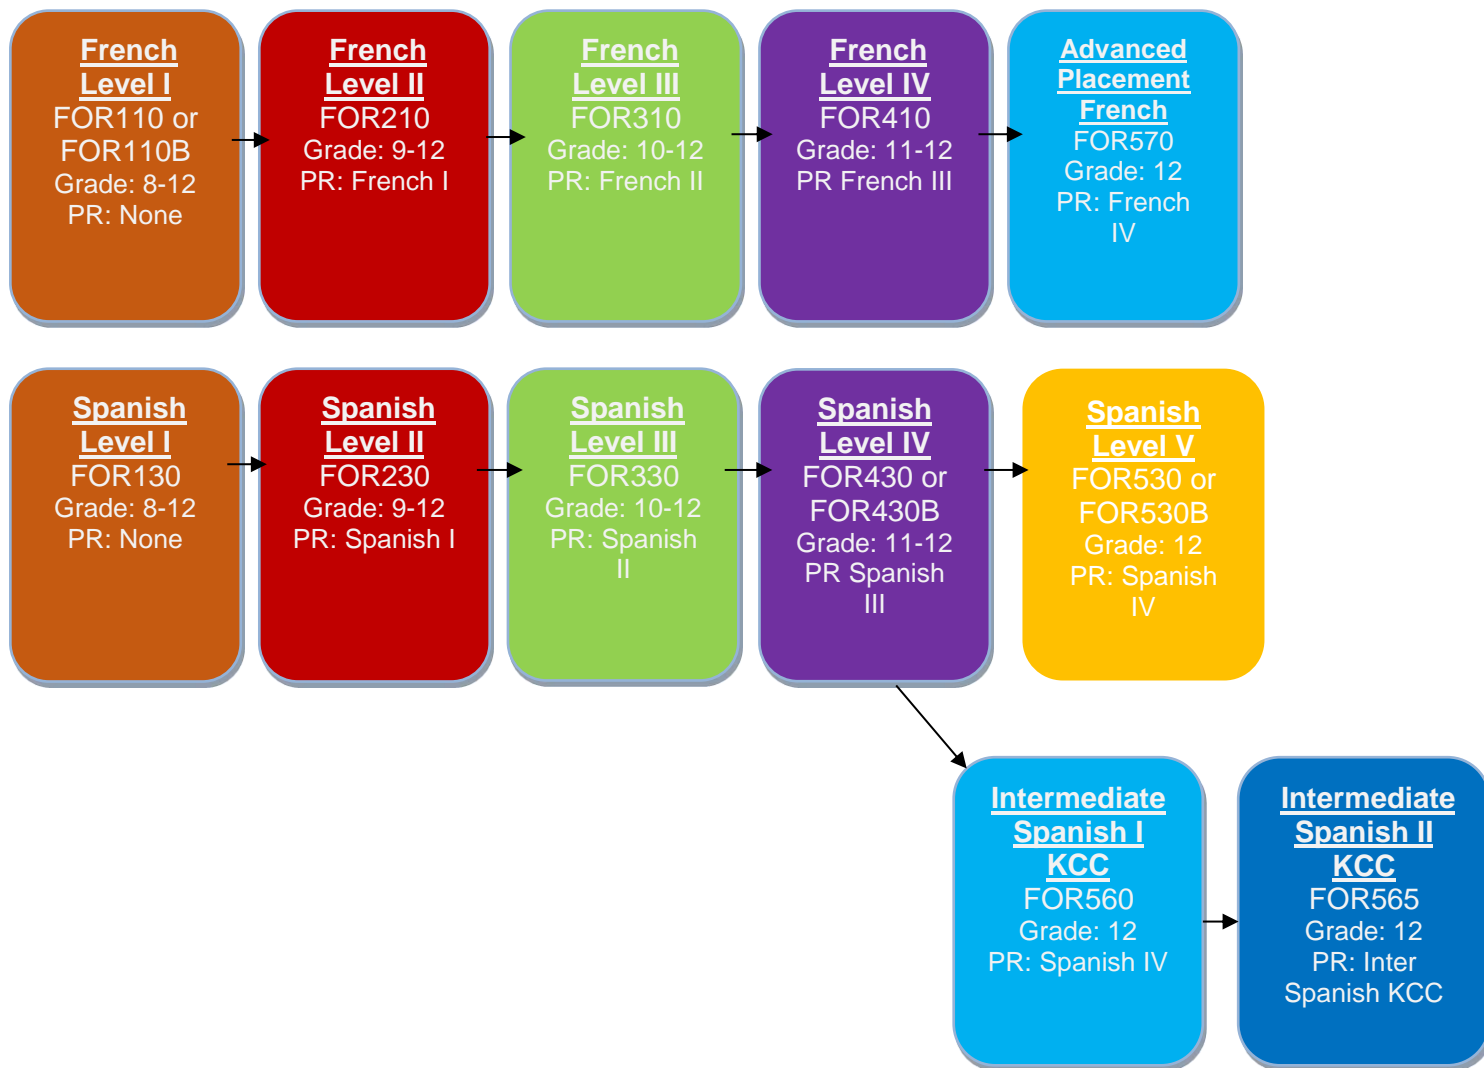 French
Level I
FOR110 or
FOR110B
Grade: 8-12
PR: None
French
Level II
FOR210
Grade: 9-12
PR: French I
French
Level III
FOR310
Grade: 10-12
PR: French II
French
Level IV
FOR410
Grade: 11-12
PR French III
Advanced
Placement
French
FOR570
Grade: 12
PR: French
IV
Spanish
Level I
FOR130
Grade: 8-12
PR: None
Spanish
Level II
FOR230
Grade: 9-12
PR: Spanish I
Spanish
Level III
FOR330
Grade: 10-12
PR: Spanish
II
Spanish
Level IV
FOR430 or
FOR430B
Grade: 11-12
PR Spanish
III
Spanish
Level V
FOR530 or
FOR530B
Grade: 12
PR: Spanish
IV
Intermediate
Spanish I
KCC
FOR560
Grade: 12
PR: Spanish IV
Intermediate
Spanish II
KCC
FOR565
Grade: 12
PR: Inter
Spanish KCC